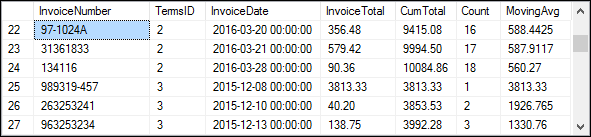 InvoiceNumber TermsID InvoiceDate InvoiceTotal CumTotal Count MovingAvg
22 97-1024A 2 2016-03-20 00:00:00 356.48 9415.08 16 588.4425
23 31361833 2 2016-03-21 00:00:00 579.42 9994.50 17 587.9117
24 134116 2 2016-03-28 00:00:00 90.36 10084.86 18 560.27
25 989319-457 3 2015-12-08 00:00:00 3813.33 3813.33 1 3813.33
26 263253241 3 2015-12-10 00:00:00 40.20 3853.53 2 1926.765
27 963253234 3 2015-12-13 00:00:00 138.75 3992.28 3 1330.76